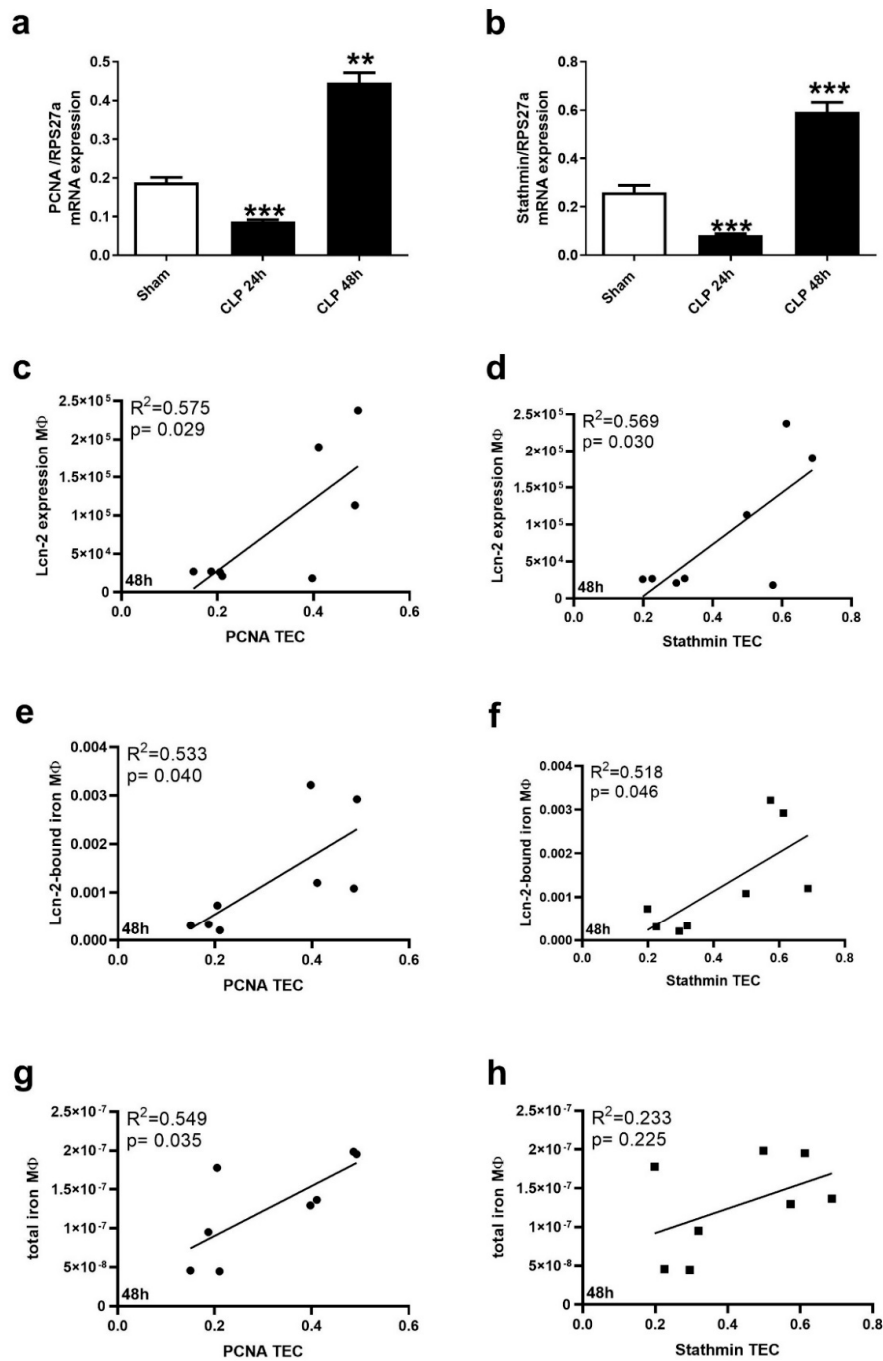 a
PCNA /RPS27a
mRNA expression
0.5
0.4
0.3
0.2
0.1
0.0
***
**
Sham
CLP 24h
CLP 48h
b
Stathmin/RPS27a
mRNA expression
0.8
0.6
0.4
0.2
0.0
***
***
Sham
CLP 24h
CLP 48h
c
Lcn-2 expression MΦ
2.5×10⁵
2.0×10⁵
1.5×10⁵
1.0×10⁵
5.0×10⁴
0
R²=0.575
p= 0.029
48h
0.0 0.2 0.4 0.6
PCNA TEC
d
Lcn-2 expression MΦ
2.5×10⁵
2.0×10⁵
1.5×10⁵
1.0×10⁵
5.0×10⁴
0
R²=0.569
p= 0.030
48h
0.0 0.2 0.4 0.6 0.8
Stathmin TEC
e
Lcn-2-bound iron MΦ
0.004
0.003
0.002
0.001
0.000
R²=0.533
p= 0.040
48h
0.0 0.2 0.4 0.6
PCNA TEC
f
Lcn-2-bound iron MΦ
0.004
0.003
0.002
0.001
0.000
R²=0.518
p= 0.046
48h
0.0 0.2 0.4 0.6 0.8
Stathmin TEC
g
total iron MΦ
2.5×10⁻⁷
2.0×10⁻⁷
1.5×10⁻⁷
1.0×10⁻⁷
5.0×10⁻⁸
0
R²=0.549
p= 0.035
48h
0.0 0.2 0.4 0.6
PCNA TEC
h
total iron MΦ
2.5×10⁻⁷
2.0×10⁻⁷
1.5×10⁻⁷
1.0×10⁻⁷
5.0×10⁻⁸
0
R²=0.233
p= 0.225
48h
0.0 0.2 0.4 0.6 0.8
Stathmin TEC